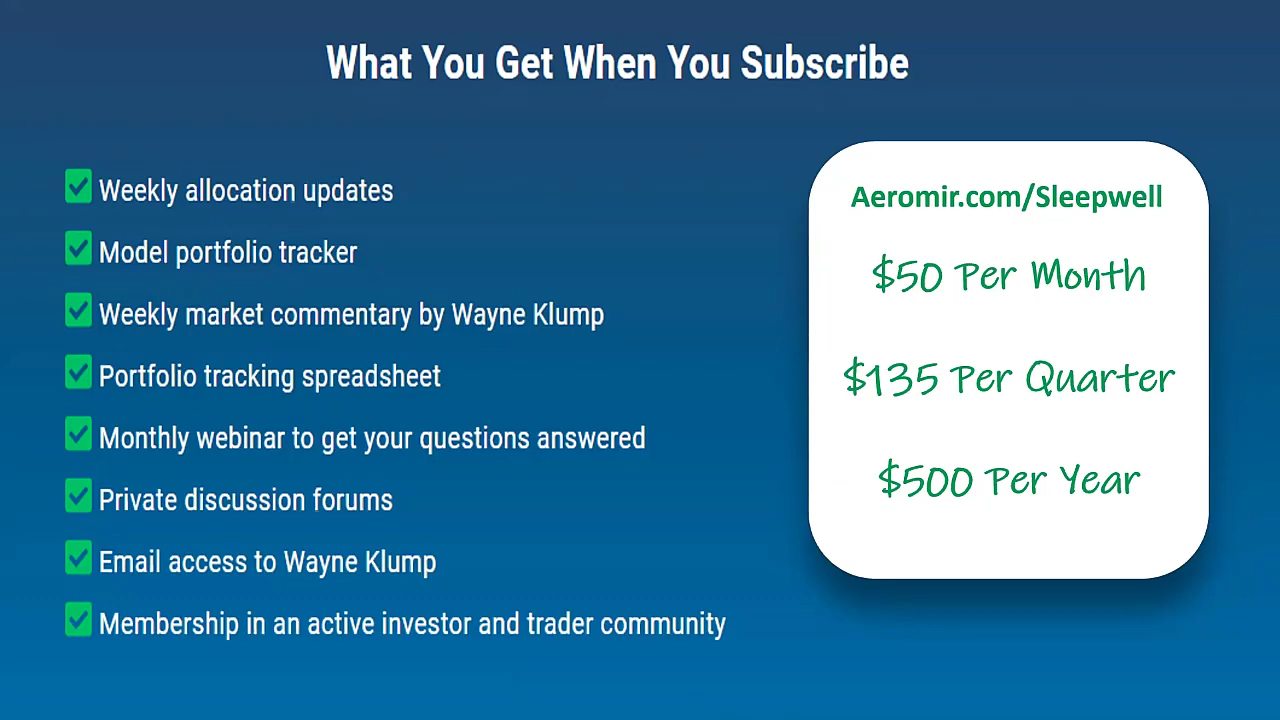 What You Get When You Subscribe
Weekly allocation updates
Model portfolio tracker
Weekly market commentary by Wayne Klump
Portfolio tracking spreadsheet
Monthly webinar to get your questions answered
Private discussion forums
Email access to Wayne Klump
Membership in an active investor and trader community
Aeromir.com/Sleepwell
$50 Per Month
$135 Per Quarter
$500 Per Year